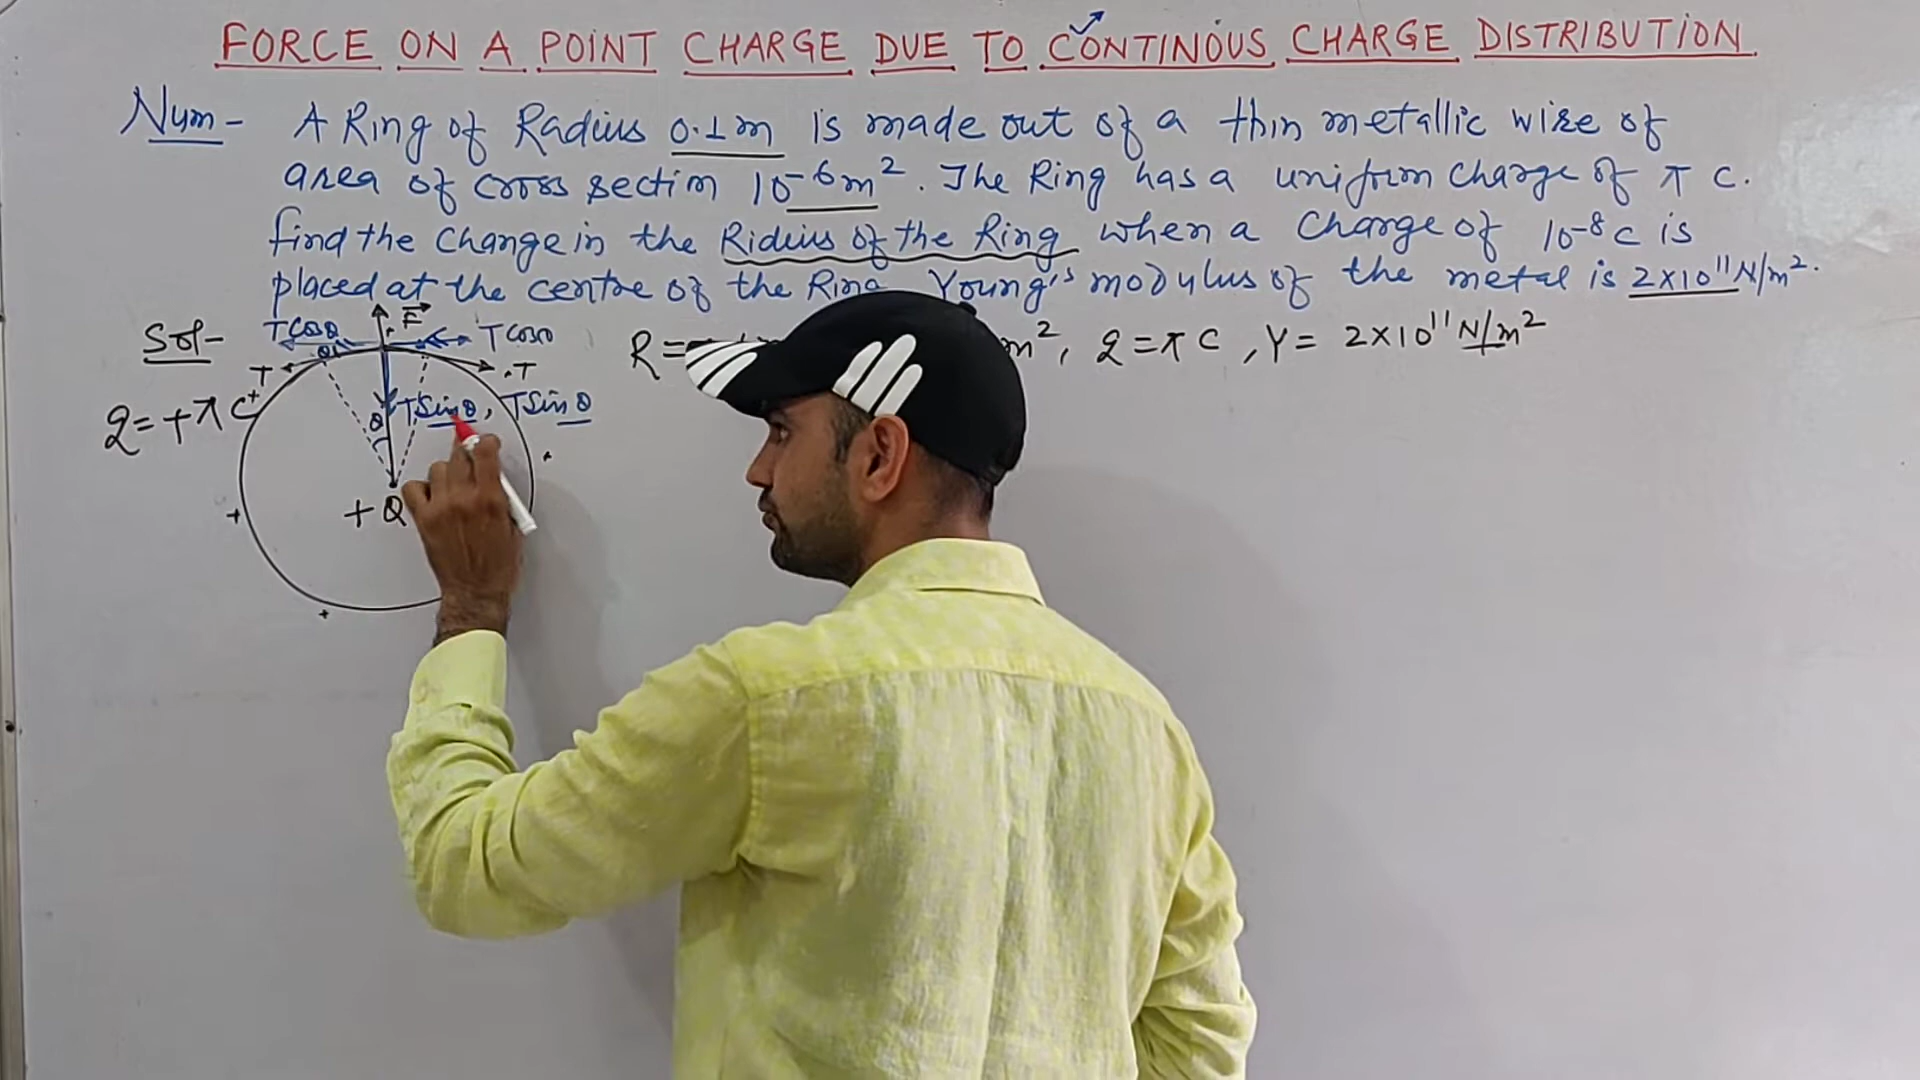 FORCE ON A POINT CHARGE DUE TO CONTINOUS CHARGE DISTRIBUTION
Num- A Ring of Radius 0.1m is made out of a thin metallic wire of
area of cross section 10⁻⁶m². The Ring has a uniform charge of π C.
find the change in the Ridius of the Ring when a charge of 10⁻⁸C is
placed at the centre of the Ring Young's modulus of the metal is 2×10¹¹N/m².
Sol-
TCosθ F TCosθ
R= m², q=π C, Y= 2×10¹¹ N/m²
T T
q=+π C
TSinθ, TSinθ
θ
+Q